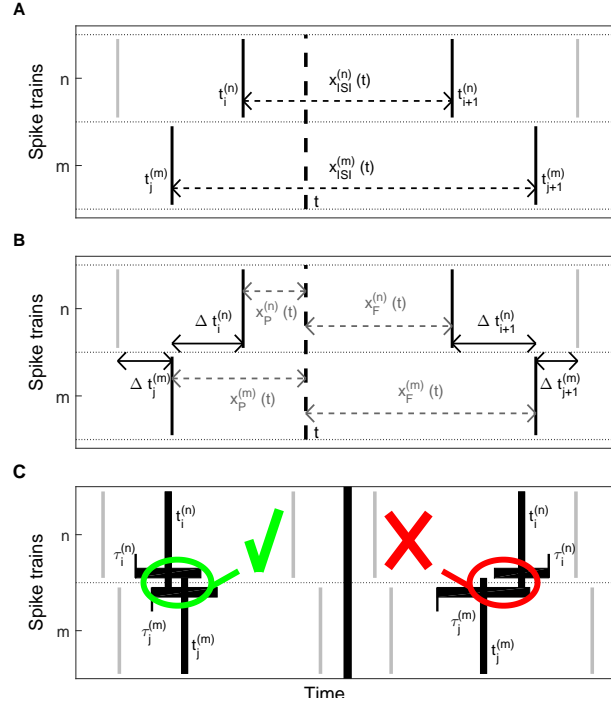 A
Spike trains
n
m
t_i^(n)
x_ISI^(n) (t)
t_i+1^(n)
t_j^(m)
x_ISI^(m) (t)
t_j+1^(m)
t
B
Spike trains
n
m
x_P^(n) (t)
x_F^(n) (t)
Δ t_i^(n)
Δ t_i+1^(n)
Δ t_j^(m)
x_P^(m) (t)
x_F^(m) (t)
Δ t_j+1^(m)
t
C
Spike trains
n
m
t_i^(n)
t_i^(n)
τ_i^(n)
τ_i^(n)
τ_j^(m)
t_j^(m)
τ_j^(m)
t_j^(m)
Time